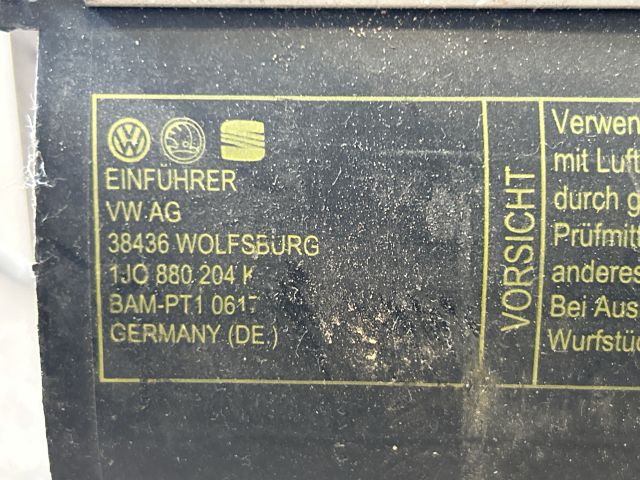 EINFÜHRER
VW AG
38436 WOLFSBURG
1JO 880 204 K
BAM-PT1 0617
GERMANY (DE.)
VORSICHT
Verwen
mit Luft
durch g
Prüfmitt
anderes
Bei Aus
Wurfstüc